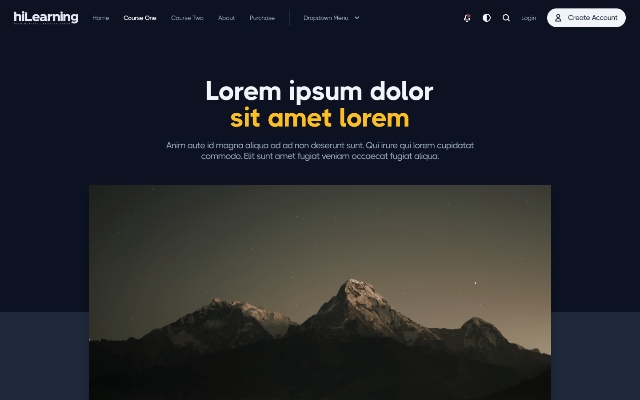 hiLearning
Home
Course One
Course Two
About
Purchase
Dropdown Menu
Login
Create Account
Lorem ipsum dolor
sit amet lorem
Anim aute id magna aliqua ad ad non deserunt sunt. Qui irure qui lorem cupidatat
commodo. Elit sunt amet fugiat veniam occaecat fugiat aliqua.